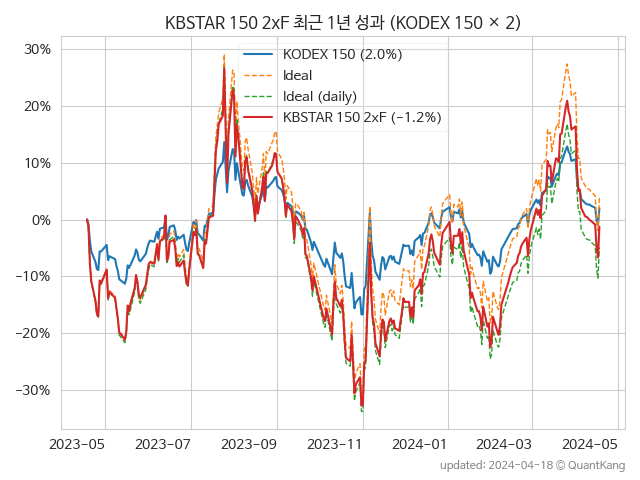 KBSTAR 150 2xF 최근 1년 성과 (KODEX 150 × 2)
KODEX 150 (2.0%)
Ideal
Ideal (daily)
KBSTAR 150 2xF (−1.2%)
30%
20%
10%
0%
−10%
−20%
−30%
2023-05 2023-07 2023-09 2023-11 2024-01 2024-03 2024-05
updated: 2024-04-18 © QuantKang